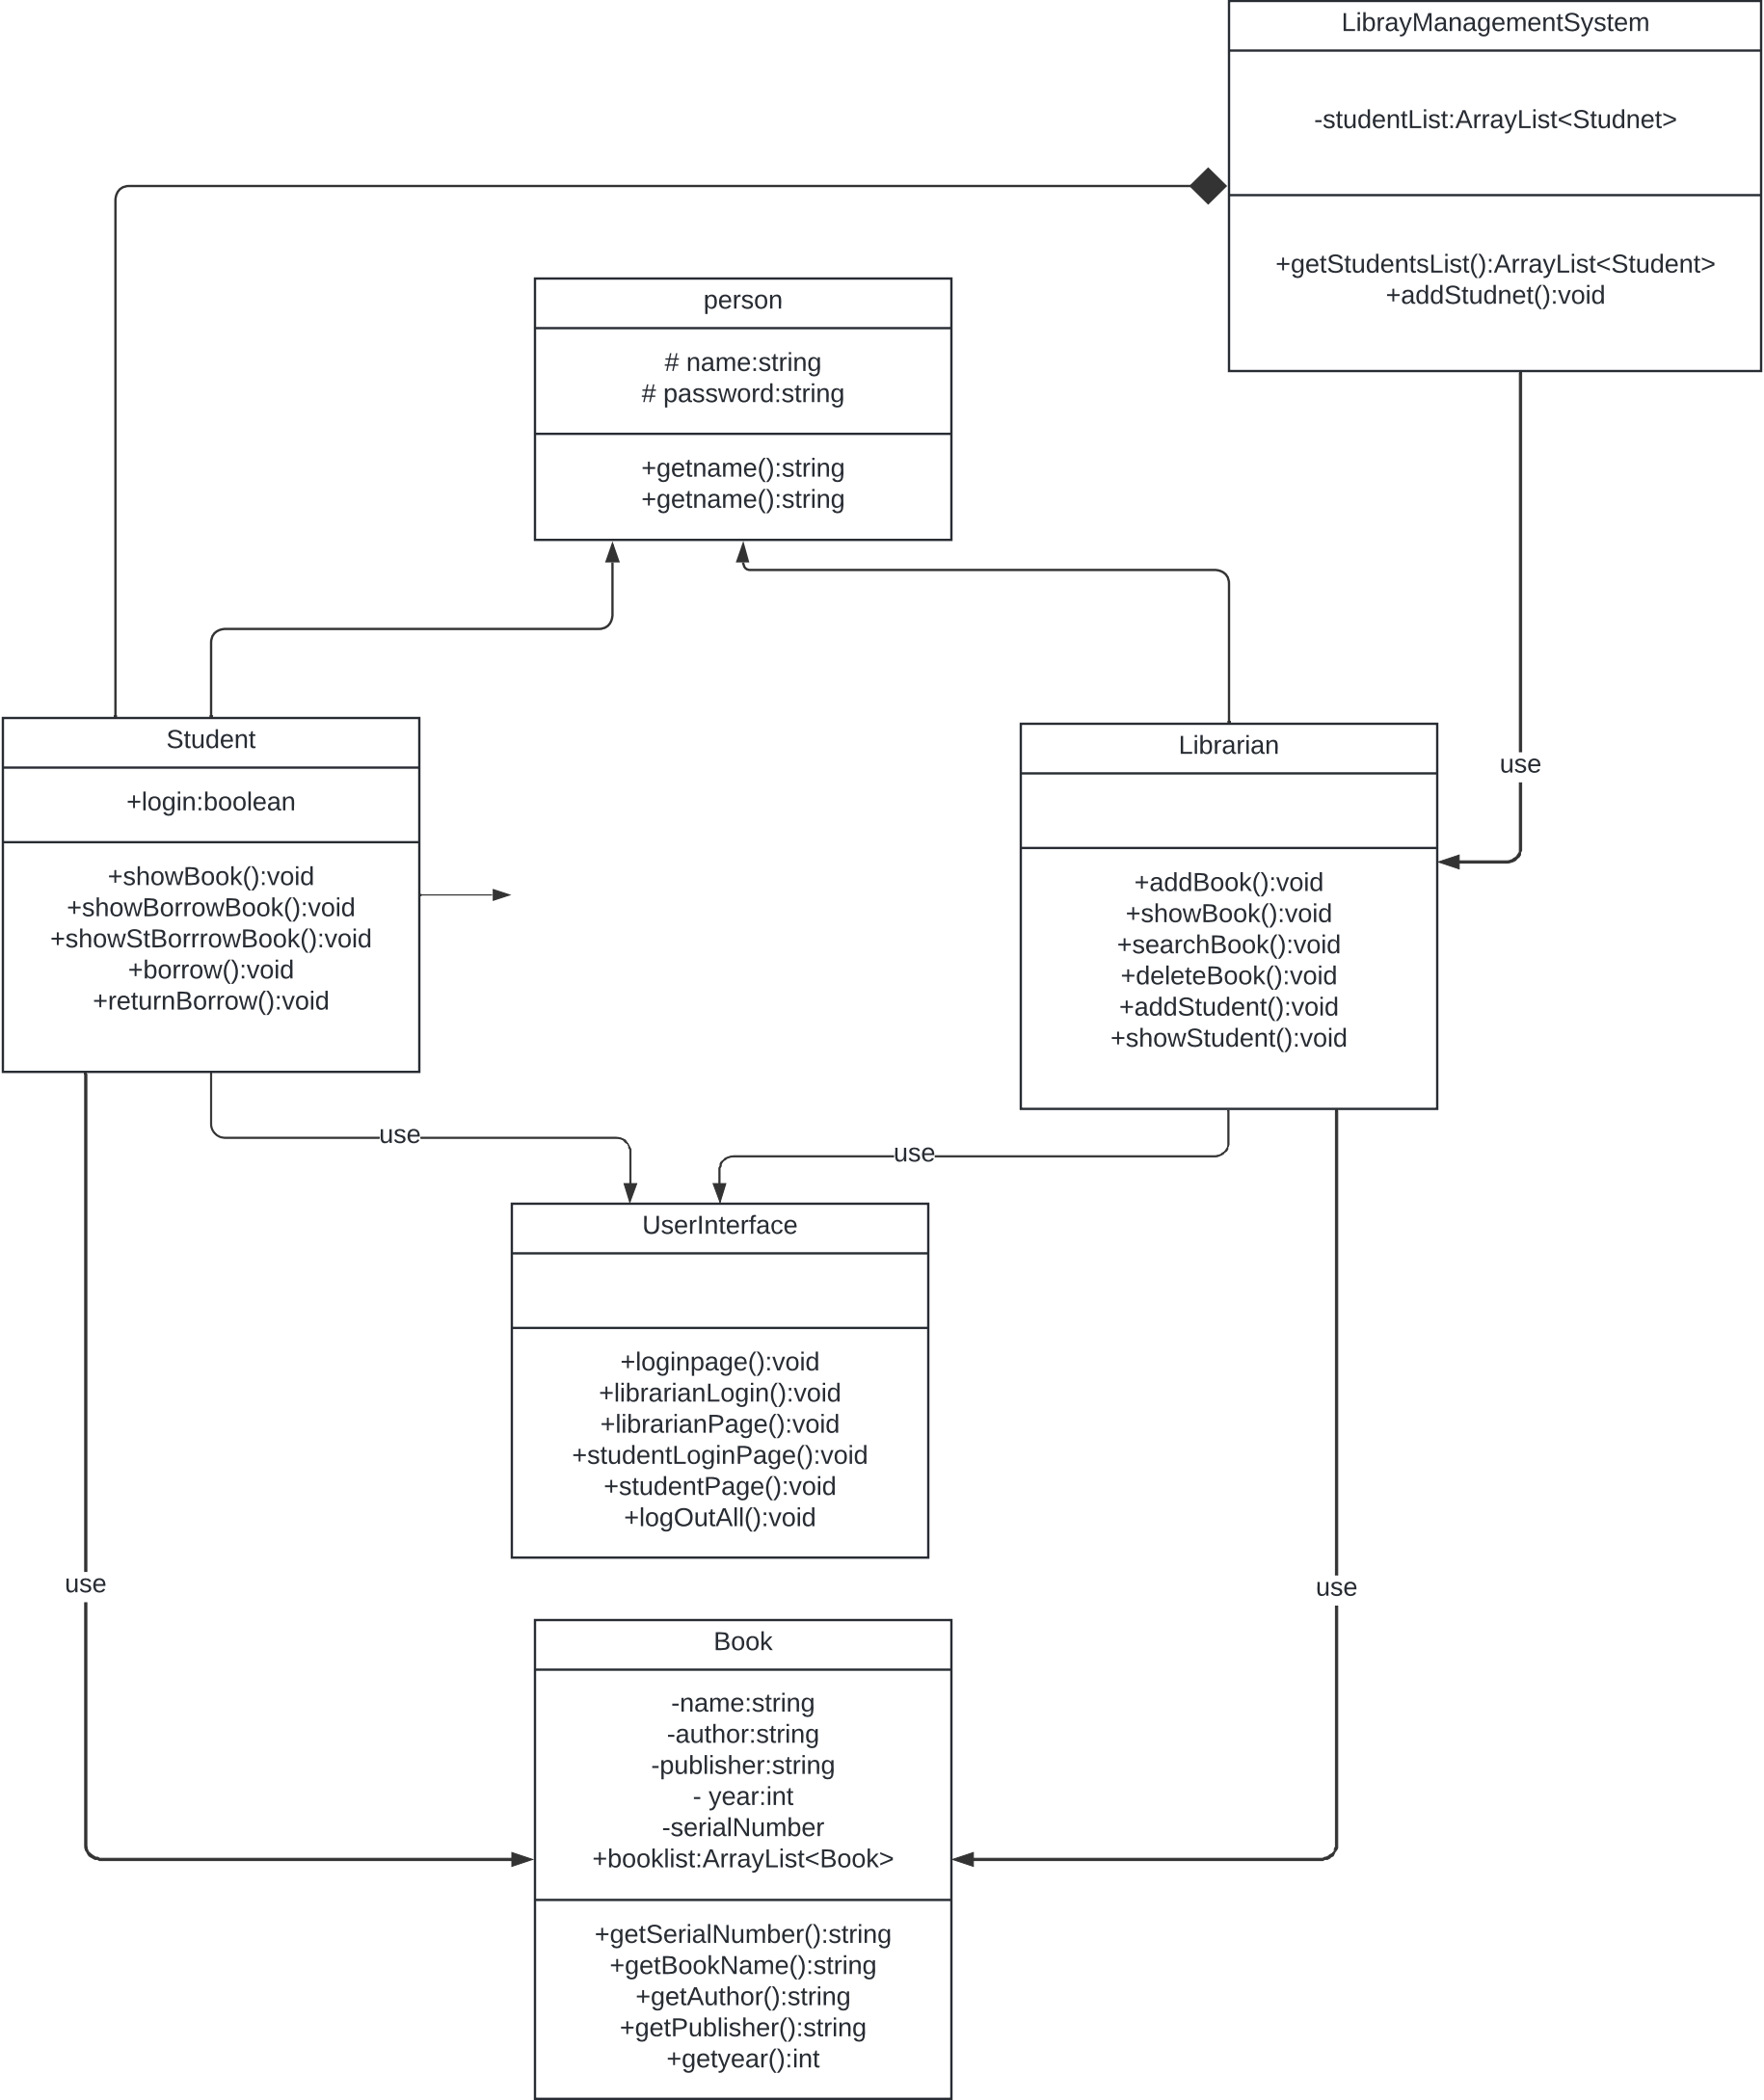 LibrayManagementSystem
-studentList:ArrayList<Studnet>
+getStudentsList():ArrayList<Student>
+addStudnet():void
person
# name:string
# password:string
+getname():string
+getname():string
Student
+login:boolean
+showBook():void
+showBorrowBook():void
+showStBorrrowBook():void
+borrow():void
+returnBorrow():void
Librarian
+addBook():void
+showBook():void
+searchBook():void
+deleteBook():void
+addStudent():void
+showStudent():void
use
use
use
UserInterface
+loginpage():void
+librarianLogin():void
+librarianPage():void
+studentLoginPage():void
+studentPage():void
+logOutAll():void
use
use
Book
-name:string
-author:string
-publisher:string
- year:int
-serialNumber
+booklist:ArrayList<Book>
+getSerialNumber():string
+getBookName():string
+getAuthor():string
+getPublisher():string
+getyear():int